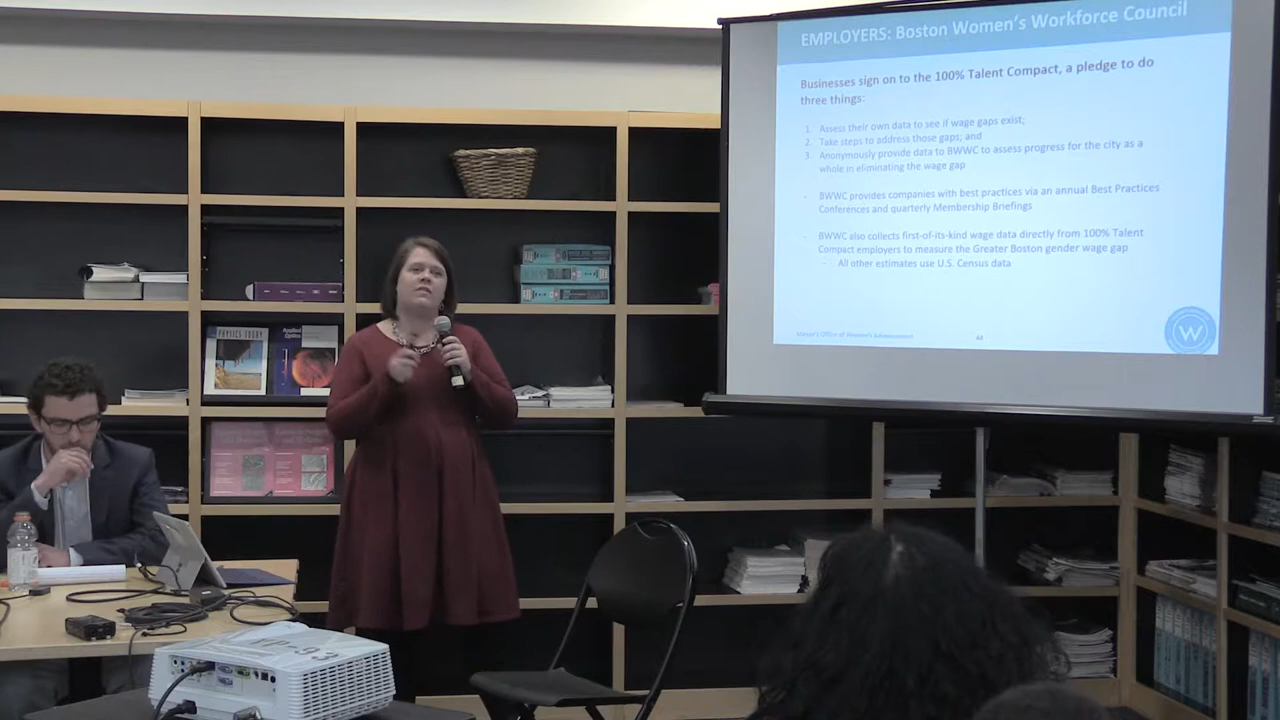 EMPLOYERS: Boston Women's Workforce Council
Businesses sign on to the 100% Talent Compact, a pledge to do
three things:
1. Assess their own data to see if wage gaps exist;
2. Take steps to address those gaps; and
3. Anonymously provide data to BWWC to assess progress for the city as a
whole in eliminating the wage gap
- BWWC provides companies with best practices via an annual Best Practices
Conferences and quarterly Membership Briefings
- BWWC also collects first-of-its-kind wage data directly from 100% Talent
Compact employers to measure the Greater Boston gender wage gap
- All other estimates use U.S. Census data
Mayor's Office of Women's Advancement
44
W
PHYSICS TODAY
Applied
Optics